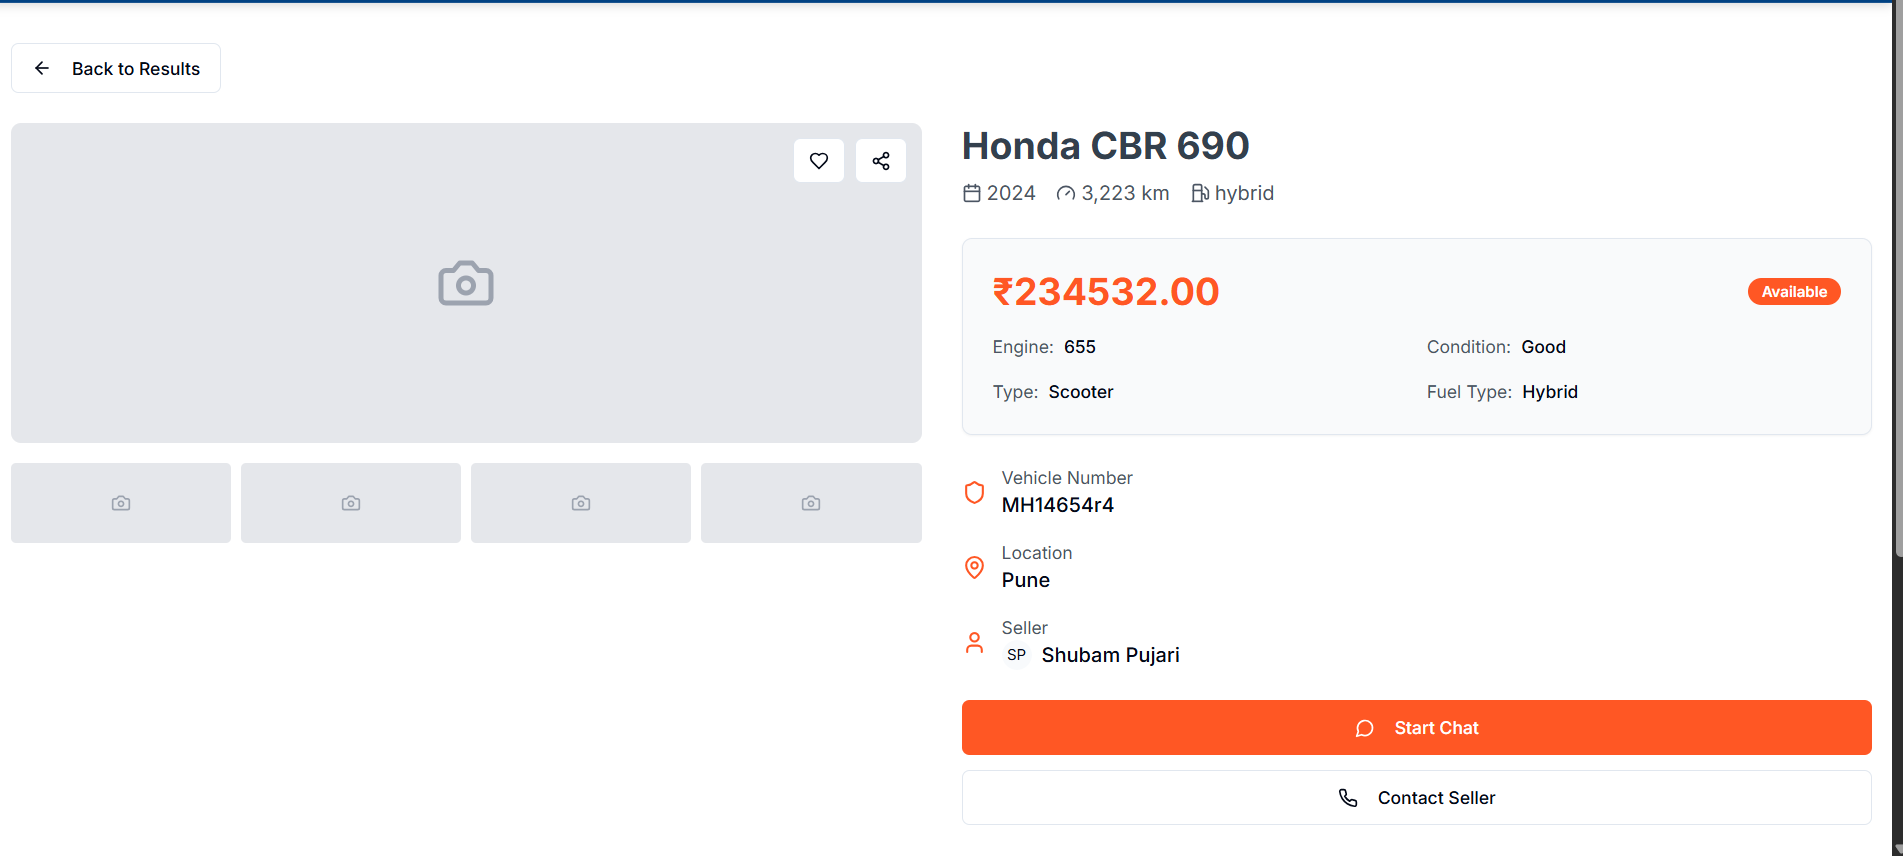 Back to Results
Honda CBR 690
2024 3,223 km hybrid
₹234532.00 Available
Engine: 655 Condition: Good
Type: Scooter Fuel Type: Hybrid
Vehicle Number
MH14654r4
Location
Pune
Seller
SP Shubam Pujari
Start Chat
Contact Seller